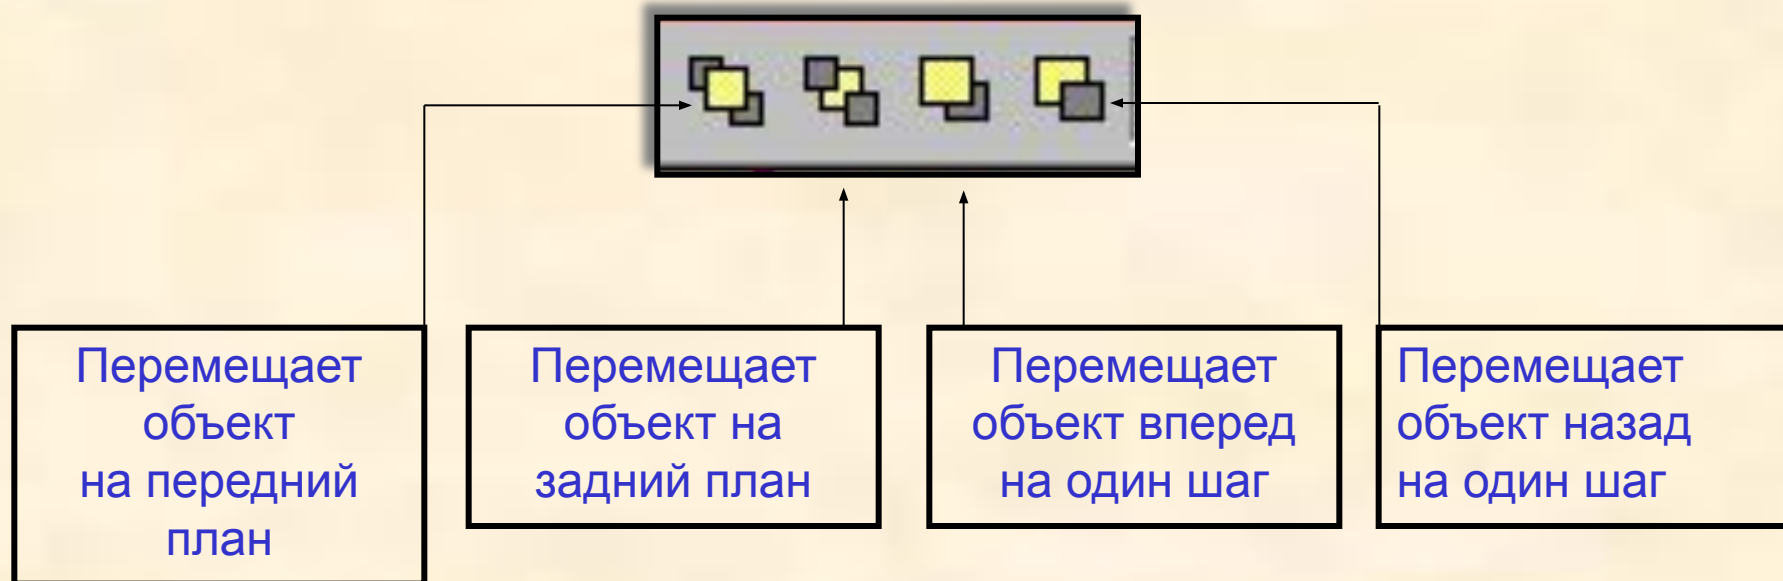 Перемещает
объект
на передний
план
Перемещает
объект на
задний план
Перемещает
объект вперед
на один шаг
Перемещает
объект назад
на один шаг